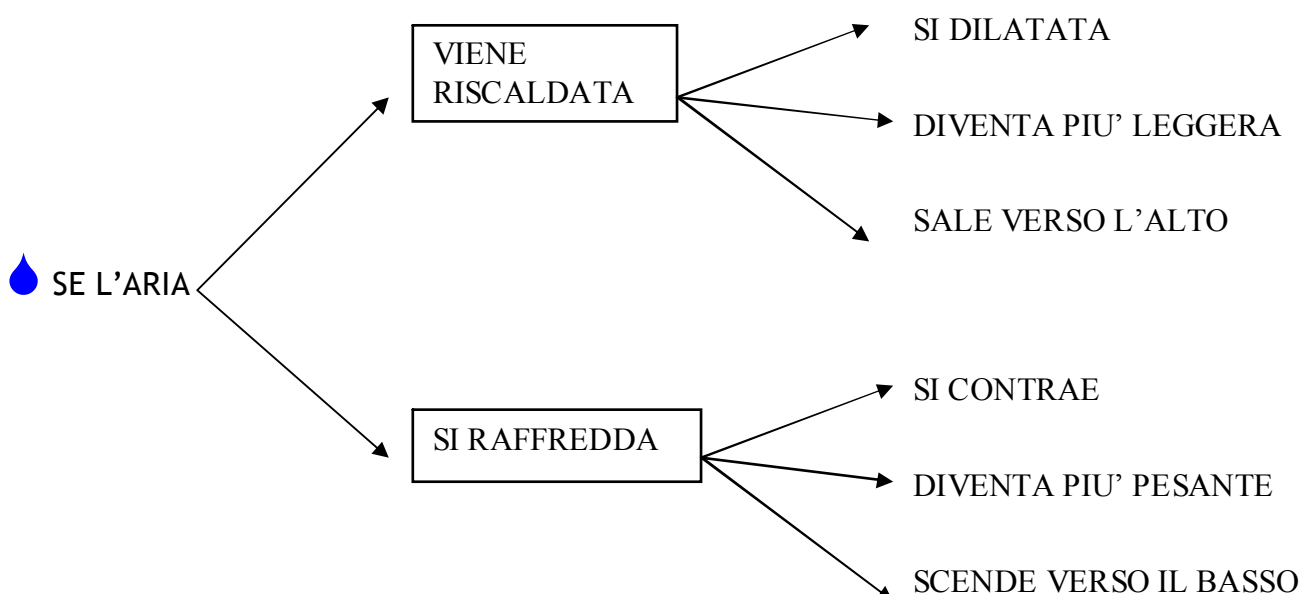 SE L’ARIA
VIENE
RISCALDATA
SI DILATATA
DIVENTA PIU’ LEGGERA
SALE VERSO L’ALTO
SI RAFFREDDA
SI CONTRAE
DIVENTA PIU’ PESANTE
SCENDE VERSO IL BASSO